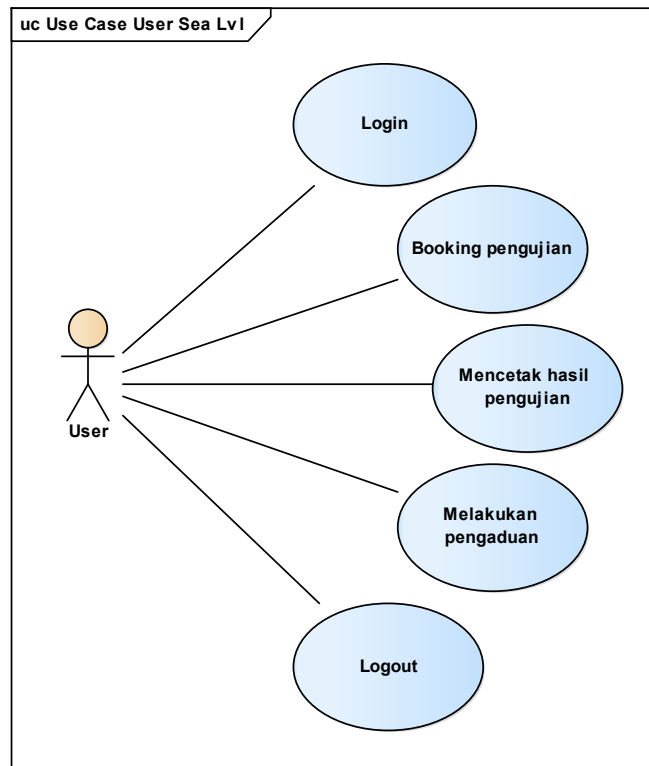 uc Use Case User Sea Lvl
Login
Booking pengujian
Mencetak hasil
pengujian
User
Melakukan
pengaduan
Logout